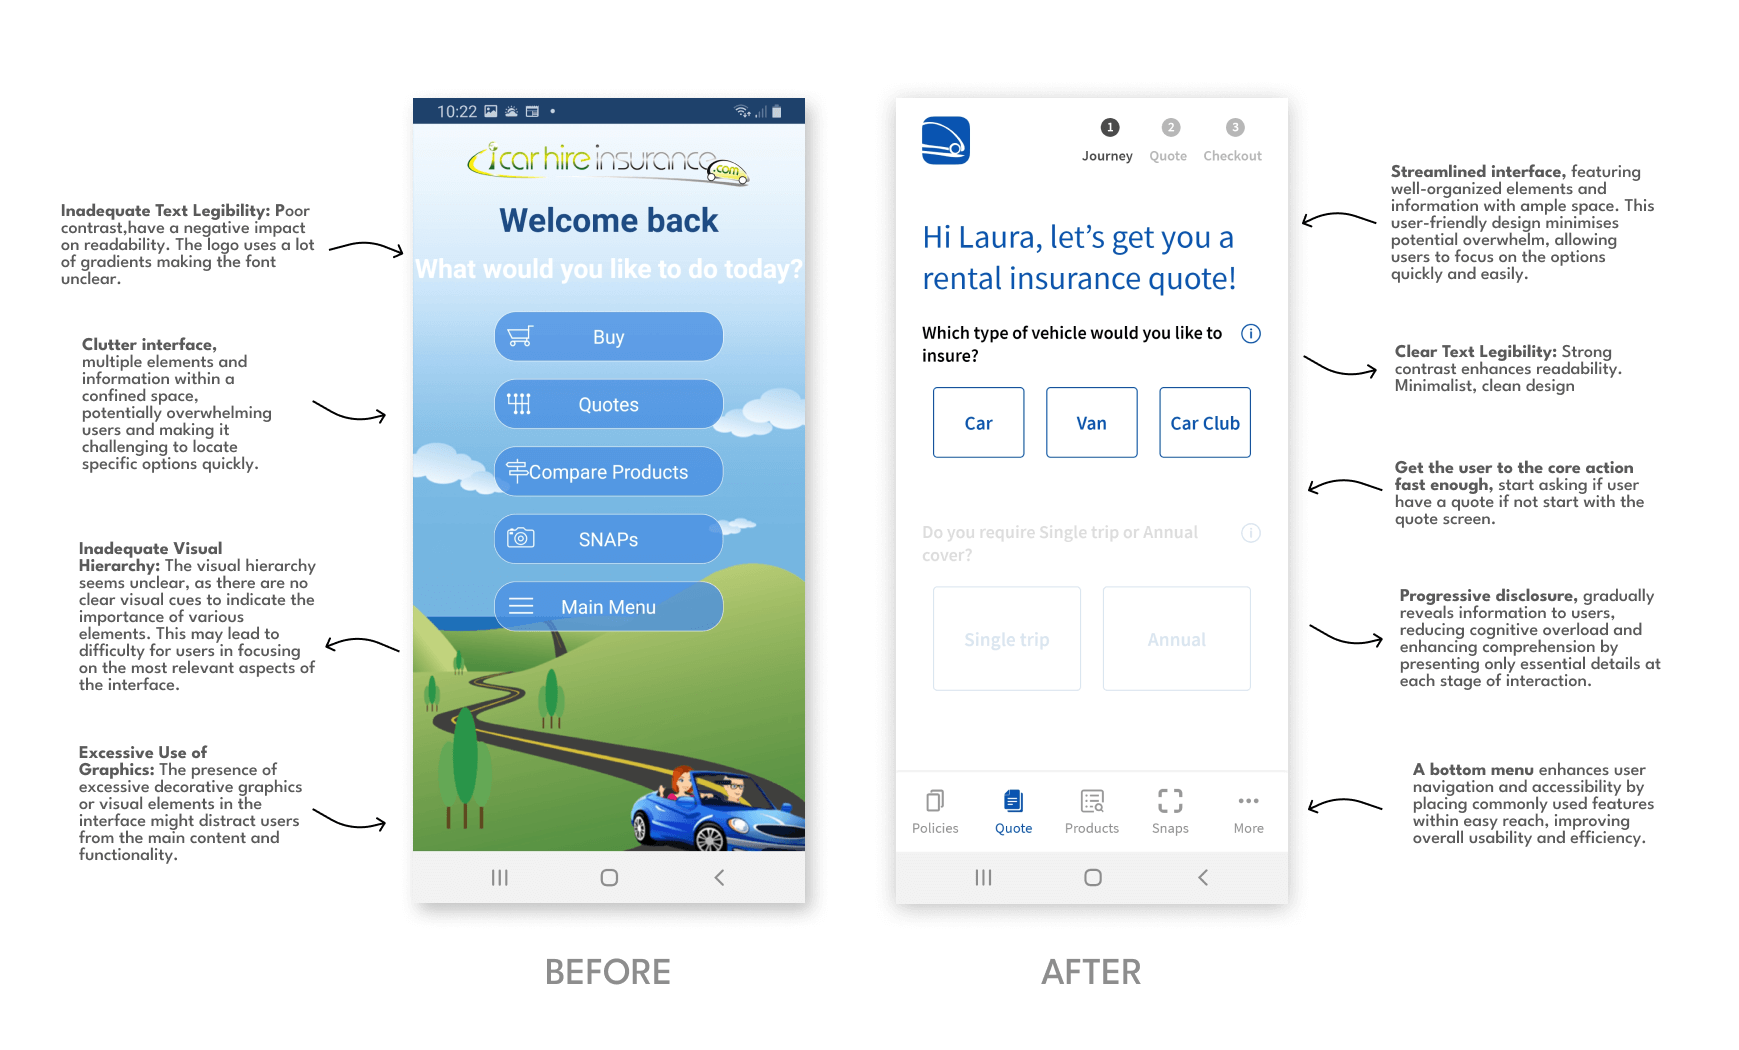 Inadequate Text Legibility: Poor
contrast,have a negative impact
on readability. The logo uses a lot
of gradients making the font
unclear.
Clutter interface,
multiple elements and
information within a
confined space,
potentially overwhelming
users and making it
challenging to locate
specific options quickly.
Inadequate Visual
Hierarchy: The visual hierarchy
seems unclear, as there are no
clear visual cues to indicate the
importance of various
elements. This may lead to
difficulty for users in focusing
on the most relevant aspects of
the interface.
Excessive Use of
Graphics: The presence of
excessive decorative graphics
or visual elements in the
interface might distract users
from the main content and
functionality.
10:22
icarhireinsurance.com
Welcome back
What would you like to do today?
Buy
Quotes
Compare Products
SNAPs
Main Menu
BEFORE
1 2 3
Journey Quote Checkout
Hi Laura, let’s get you a
rental insurance quote!
Which type of vehicle would you like to
insure?
i
Car Van Car Club
Do you require Single trip or Annual
cover?
i
Single trip Annual
Policies Quote Products Snaps More
AFTER
Streamlined interface, featuring
well-organized elements and
information with ample space. This
user-friendly design minimises
potential overwhelm, allowing
users to focus on the options
quickly and easily.
Clear Text Legibility: Strong
contrast enhances readability.
Minimalist, clean design
Get the user to the core action
fast enough, start asking if user
have a quote if not start with the
quote screen.
Progressive disclosure, gradually
reveals information to users,
reducing cognitive overload and
enhancing comprehension by
presenting only essential details at
each stage of interaction.
A bottom menu enhances user
navigation and accessibility by
placing commonly used features
within easy reach, improving
overall usability and efficiency.